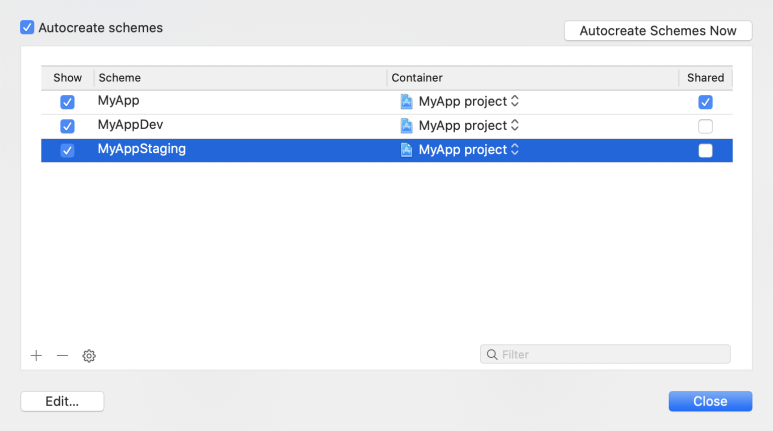 Autocreate schemes
Autocreate Schemes Now
Show Scheme Container Shared
MyApp MyApp project
MyAppDev MyApp project
MyAppStaging MyApp project
Filter
Edit...
Close